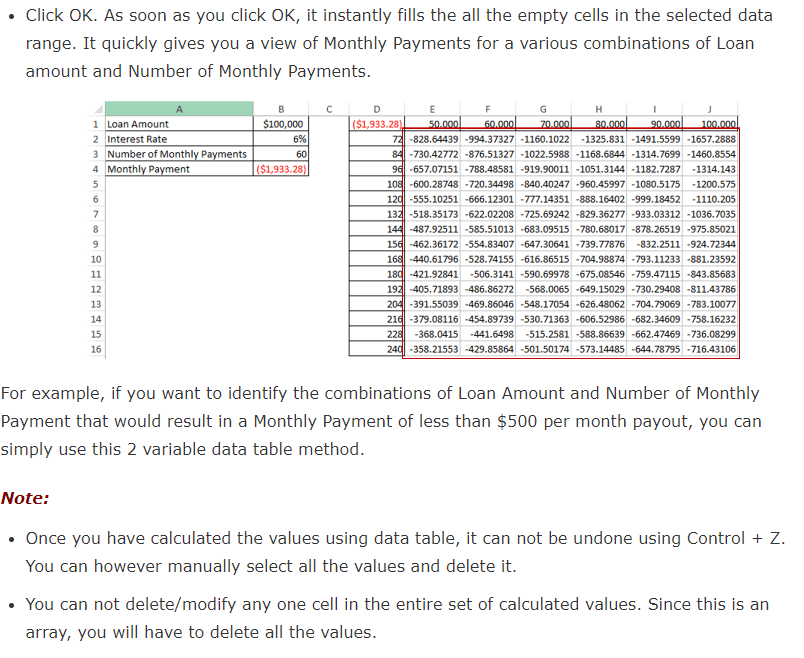 • Click OK. As soon as you click OK, it instantly fills the all the empty cells in the selected data
range. It quickly gives you a view of Monthly Payments for a various combinations of Loan
amount and Number of Monthly Payments.
A B C D E F G H I J
1 Loan Amount $100,000 ($1,933.28) 50,000 60,000 70,000 80,000 90,000 100,000
2 Interest Rate 6% 72 -828.64439 -994.37327 -1160.1022 -1325.831 -1491.5599 -1657.2888
3 Number of Monthly Payments 60 84 -730.42772 -876.51327 -1022.5988 -1168.6844 -1314.7699 -1460.8554
4 Monthly Payment ($1,933.28) 96 -657.07151 -788.48581 -919.90011 -1051.3144 -1182.7287 -1314.143
5 108 -600.28748 -720.34498 -840.40247 -960.45997 -1080.5175 -1200.575
6 120 -555.10251 -666.12301 -777.14351 -888.16402 -999.18452 -1110.205
7 132 -518.35173 -622.02208 -725.69242 -829.36277 -933.03312 -1036.7035
8 144 -487.92511 -585.51013 -683.09515 -780.68017 -878.26519 -975.85021
9 156 -462.36172 -554.83407 -647.30641 -739.77876 -832.2511 -924.72344
10 168 -440.61796 -528.74155 -616.86515 -704.98874 -793.11233 -881.23592
11 180 -421.92841 -506.3141 -590.69978 -675.08546 -759.47115 -843.85683
12 192 -405.71893 -486.86272 -568.0065 -649.15029 -730.29408 -811.43786
13 204 -391.55039 -469.86046 -548.17054 -626.48062 -704.79069 -783.10077
14 216 -379.08116 -454.89739 -530.71363 -606.52986 -682.34609 -758.16232
15 228 -368.0415 -441.6498 -515.2581 -588.86639 -662.47469 -736.08299
16 240 -358.21553 -429.85864 -501.50174 -573.14485 -644.78795 -716.43106
For example, if you want to identify the combinations of Loan Amount and Number of Monthly
Payment that would result in a Monthly Payment of less than $500 per month payout, you can
simply use this 2 variable data table method.
Note:
• Once you have calculated the values using data table, it can not be undone using Control + Z.
You can however manually select all the values and delete it.
• You can not delete/modify any one cell in the entire set of calculated values. Since this is an
array, you will have to delete all the values.